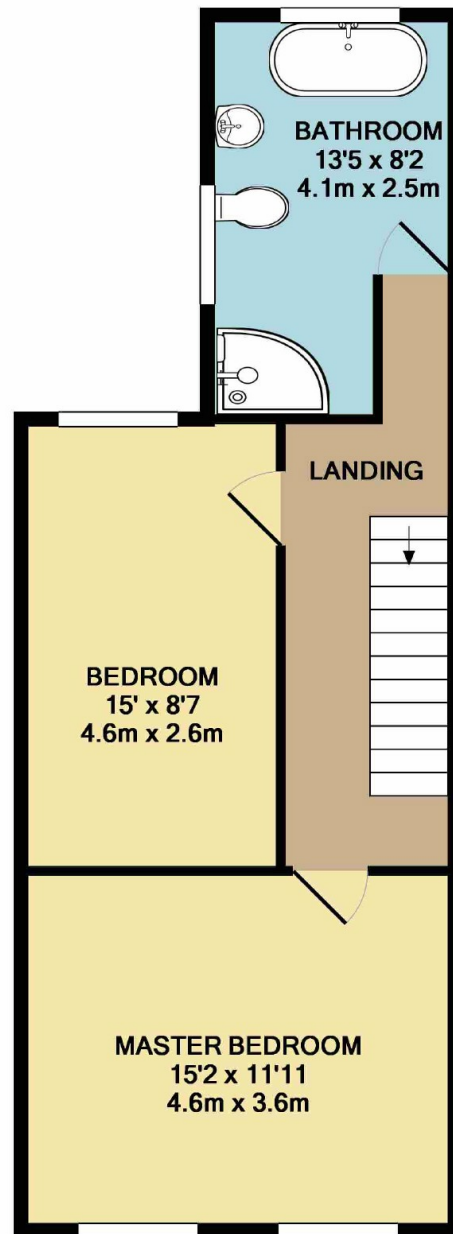 BATHROOM
13'5 x 8'2
4.1m x 2.5m
LANDING
BEDROOM
15' x 8'7
4.6m x 2.6m
MASTER BEDROOM
15'2 x 11'11
4.6m x 3.6m